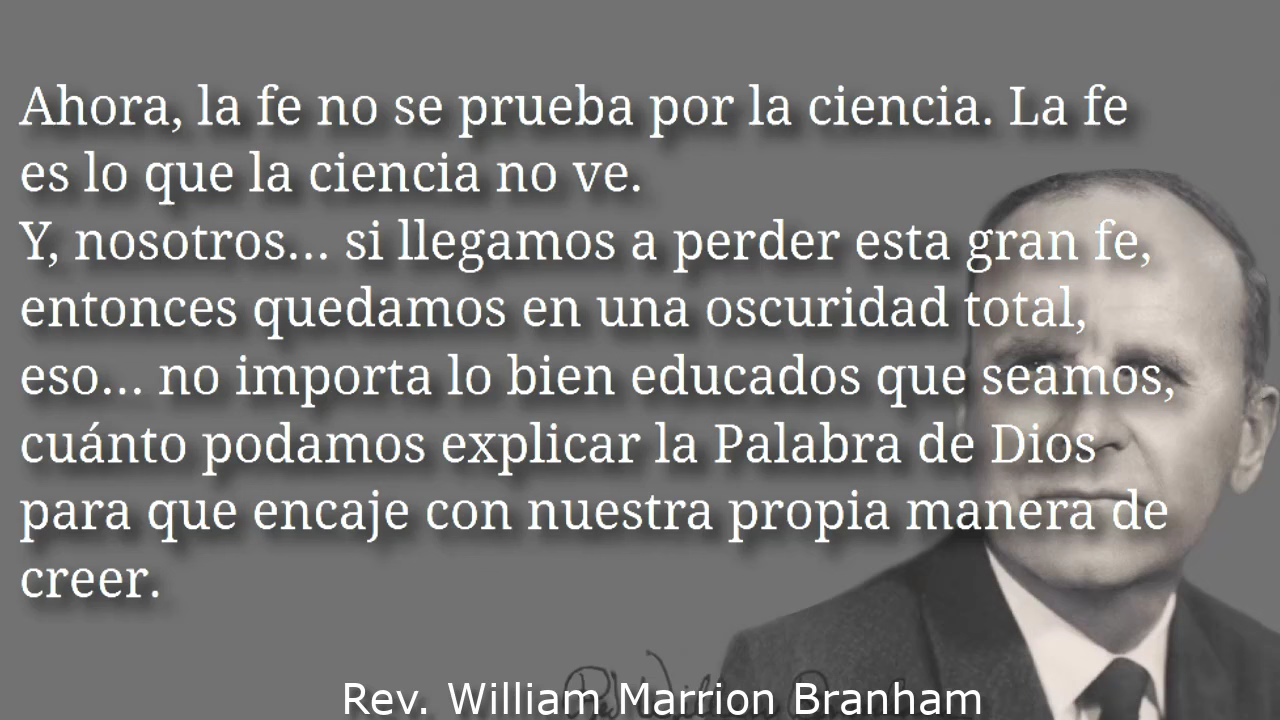 Ahora, la fe no se prueba por la ciencia. La fe
es lo que la ciencia no ve.
Y, nosotros... si llegamos a perder esta gran fe,
entonces quedamos en una oscuridad total,
eso... no importa lo bien educados que seamos,
cuánto podamos explicar la Palabra de Dios
para que encaje con nuestra propia manera de
creer.
Rev. William Marrion Branham